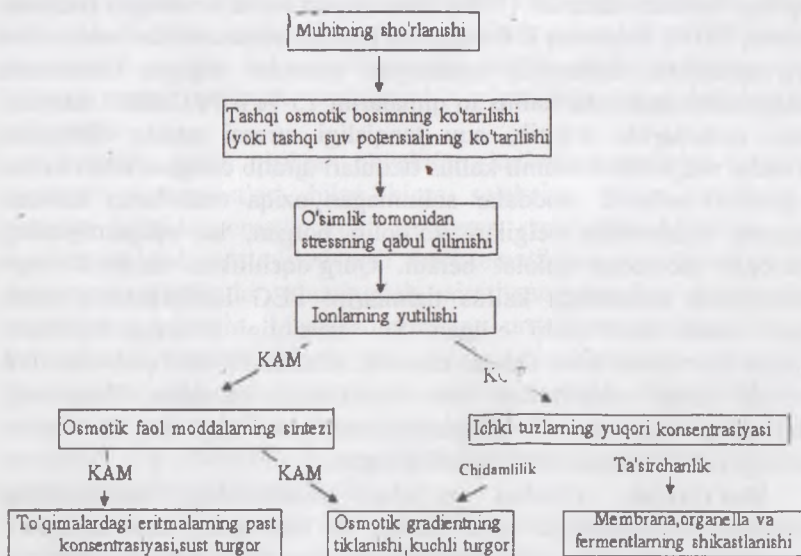 Muhitning sho'rlanishi
Tashqi osmotik bosimning ko'tarilishi
(yoki tashqi suv potensialining ko'tarilishi
O'simlik tomonidan
stressning qabul qilinishi
Ionlarning yutilishi
KAM
Osmotik faol moddalarning sintezi
Ichki tuzlarning yuqori konsentrasiyasi
KAM
KAM
Chidamlilik
Ta'sirchanlik
To'qimalardagi eritmalarning past
konsentrasiyasi,sust turgor
Osmotik gradientning
tiklanishi,kuchli turgor
Membrana,organella va
fermentlarning shikastlanishi